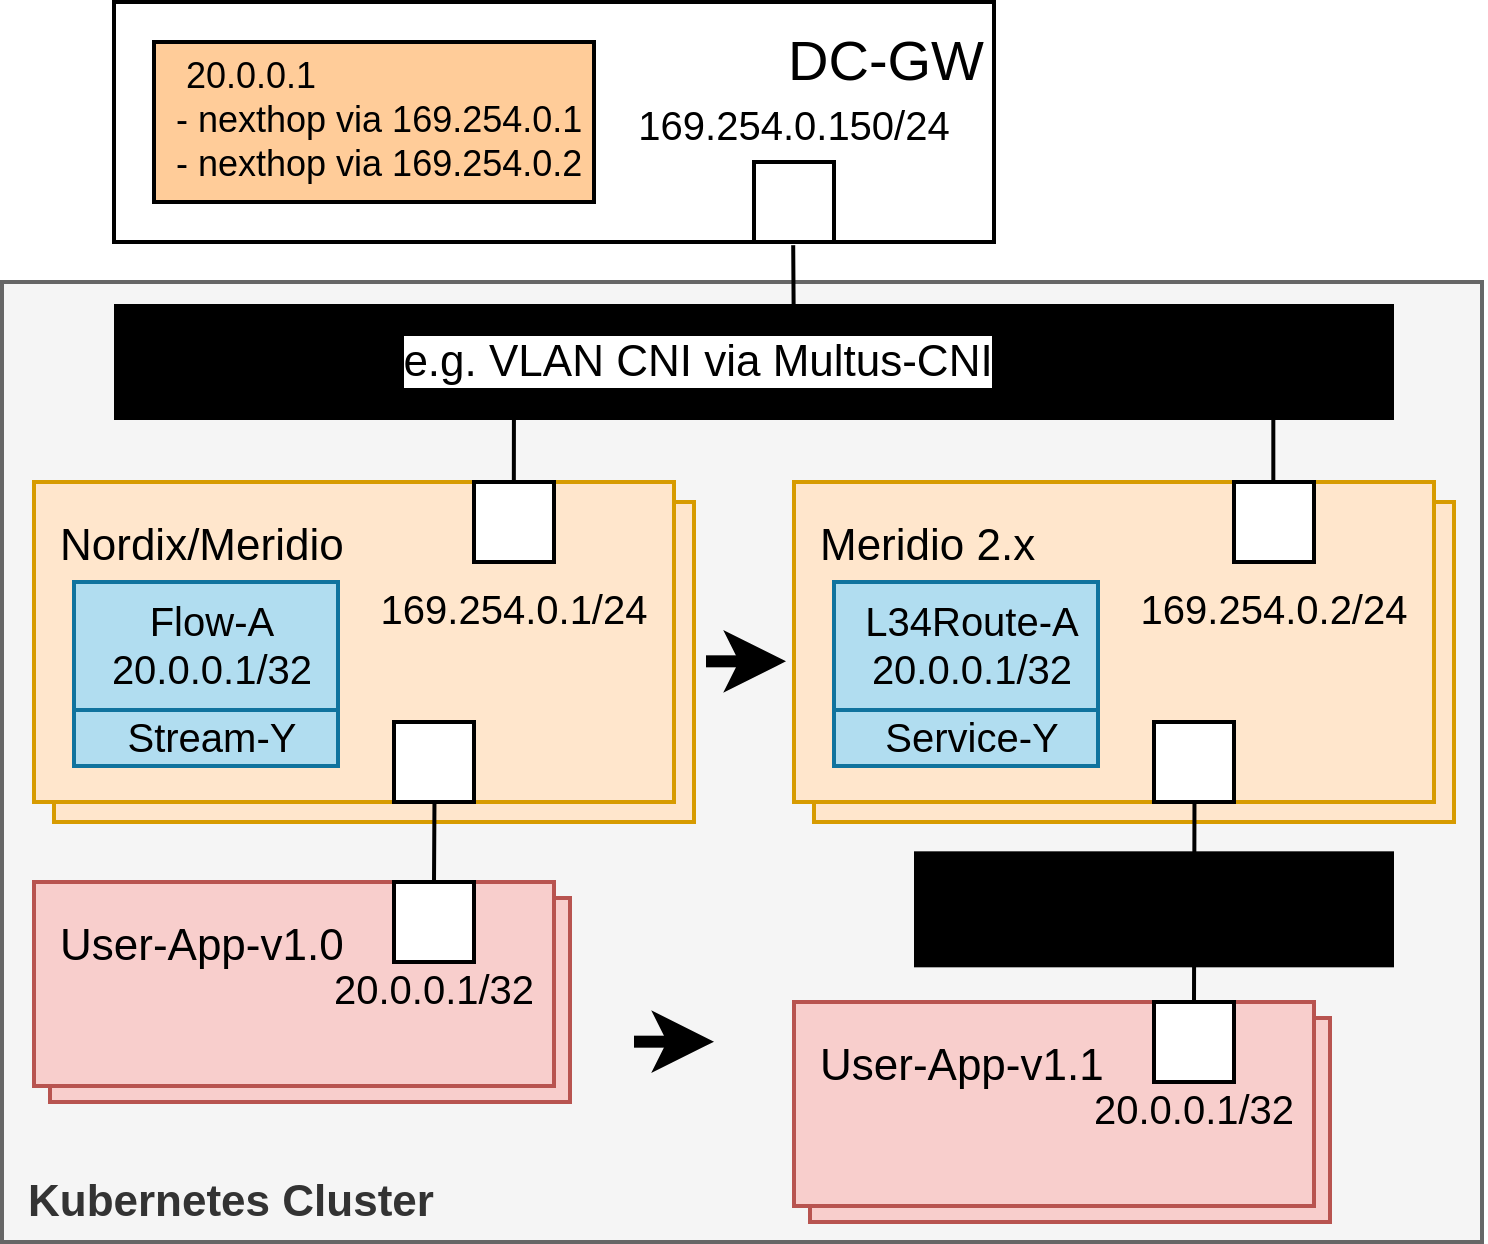 DC-GW
20.0.0.1
- nexthop via 169.254.0.1
- nexthop via 169.254.0.2
169.254.0.150/24
e.g. VLAN CNI via Multus-CNI
Nordix/Meridio
169.254.0.1/24
Flow-A
20.0.0.1/32
Stream-Y
Meridio 2.x
169.254.0.2/24
L34Route-A
20.0.0.1/32
Service-Y
User-App-v1.0
20.0.0.1/32
User-App-v1.1
20.0.0.1/32
Kubernetes Cluster